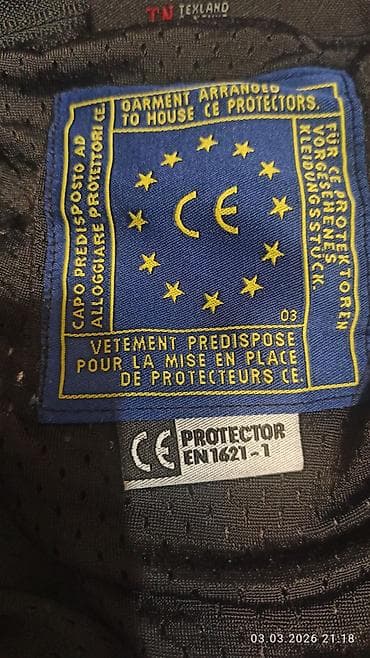 TN TEXLAND
GARMENT ARRANGED
TO HOUSE CE PROTECTORS.
CAPO PREDISPOSTO AD
ALLOGGIARE PROTETTORI CE.
FÜR CE PROTEKTOREN
VORGESEHENES
KLEIDUNGSSTÜCK.
CE
03
VETEMENT PREDISPOSE
POUR LA MISE EN PLACE
DE PROTECTEURS CE.
CE PROTECTOR
EN1621-1
03.03.2026 21:18